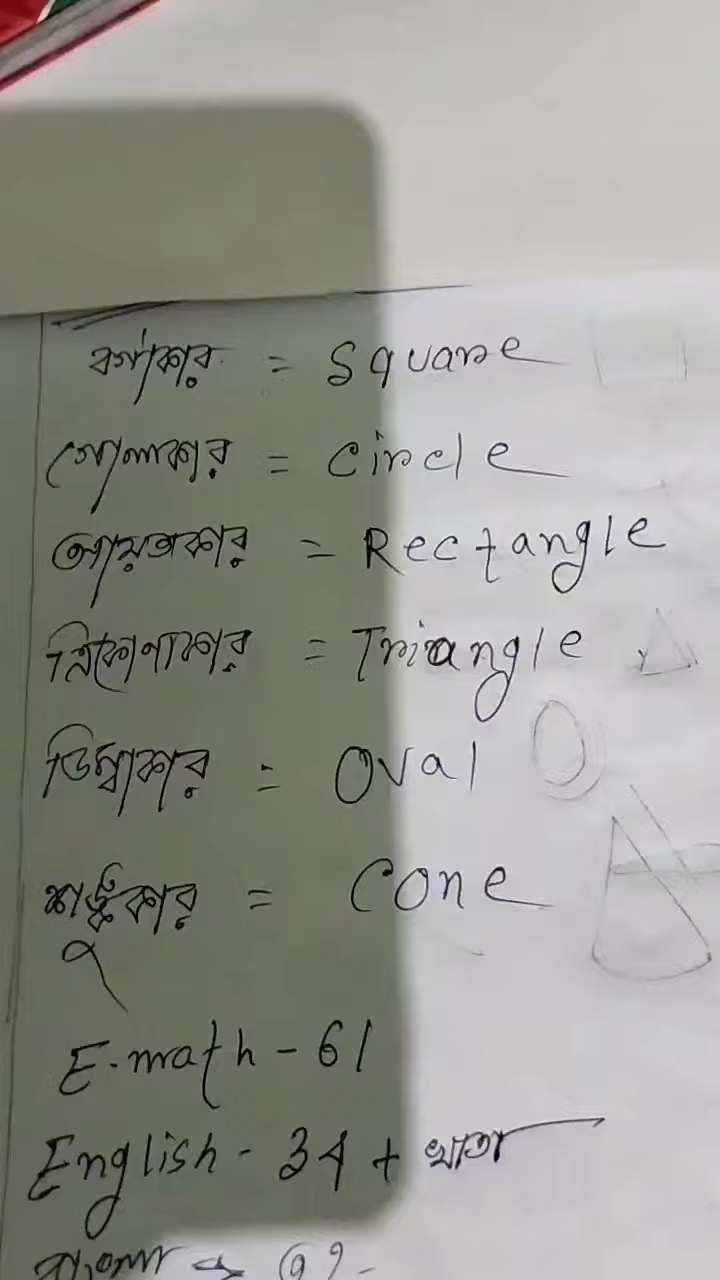 বর্গাকার = Square
গোলাকার = Circle
আয়তাকার = Rectangle
ত্রিকোণাকার = Triangle
ডিম্বাকার = Oval
শঙ্কুকার = Cone
E-math - 61
English - 34 + খাতা
বাংলা →